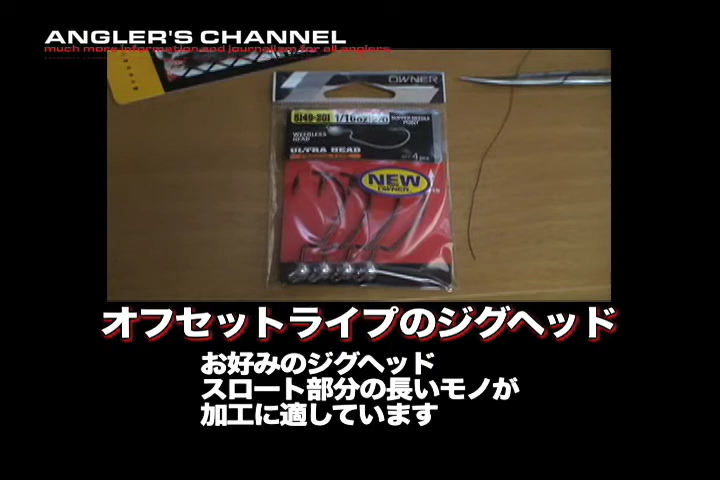 ANGLER'S CHANNEL
much more information and journalism for all anglers
OWNER
5149-201
WEEDLESS
HEAD
ULTRA HEAD
4 pcs
NEW
OWNER
オフセットライプのジグヘッド
お好みのジグヘッド
スロート部分の長いモノが
加工に適しています